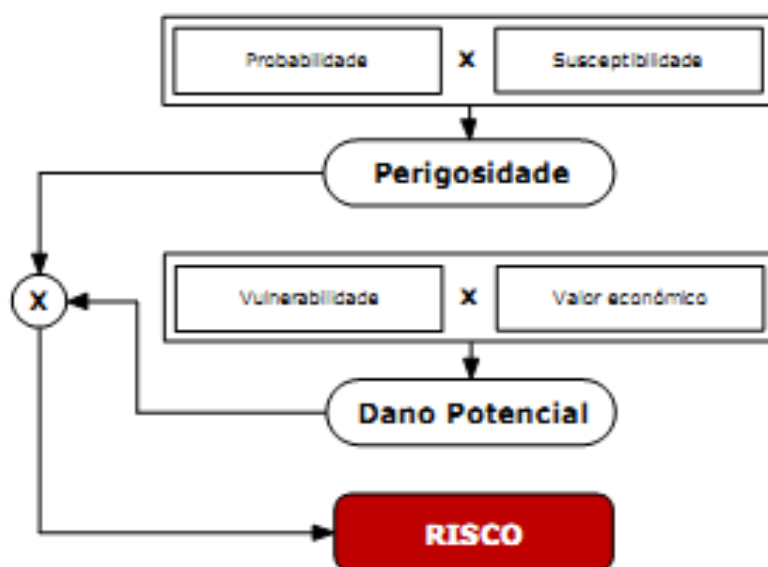 Probabilidade x Susceptibilidade
Perigosidade
Vulnerabilidade x Valor económico
X
Dano Potencial
RISCO